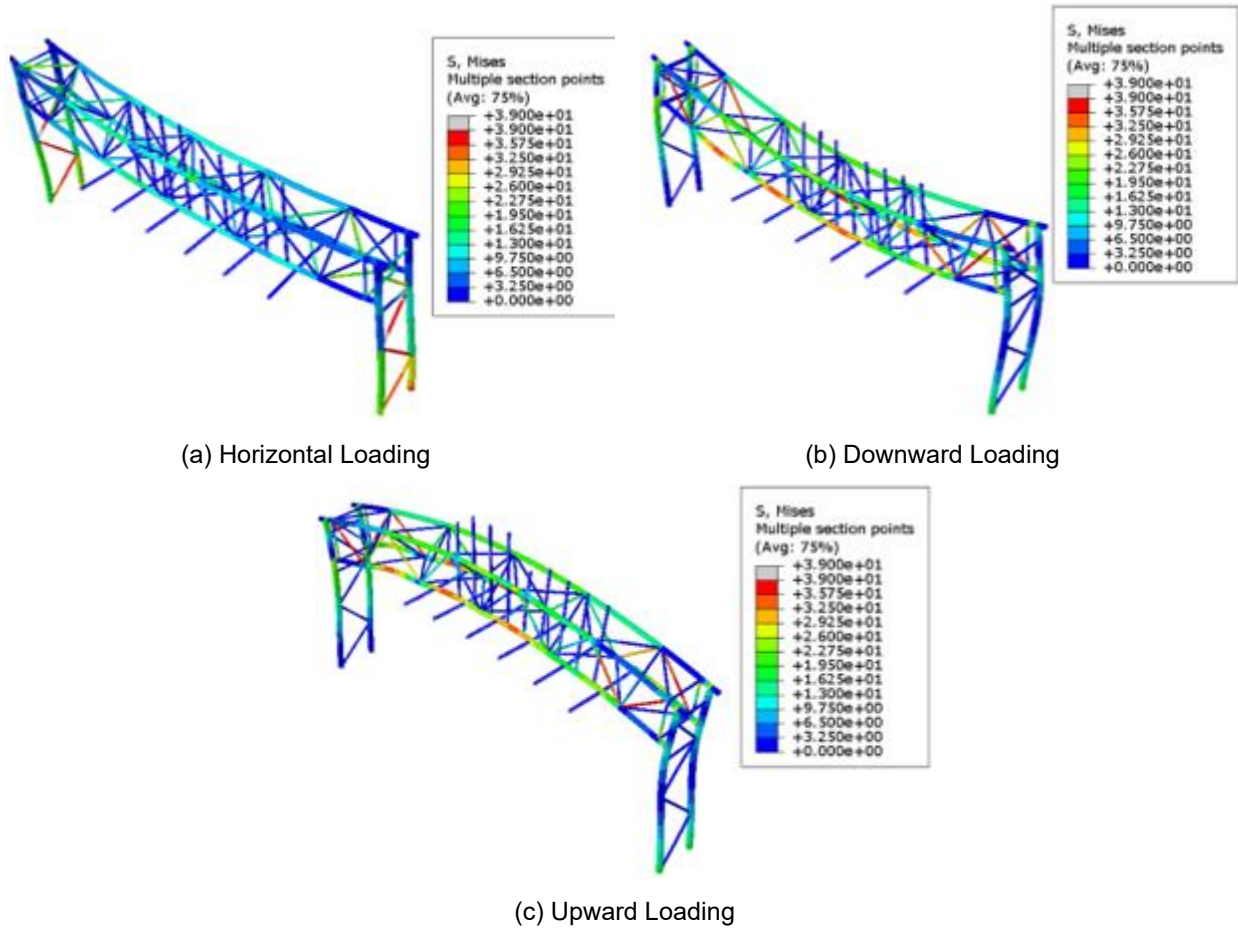 S, Mises
Multiple section points
(Avg: 75%)
+3.900e+01
+3.900e+01
+3.575e+01
+3.250e+01
+2.925e+01
+2.600e+01
+2.275e+01
+1.950e+01
+1.625e+01
+1.300e+01
+9.750e+00
+6.500e+00
+3.250e+00
+0.000e+00
(a) Horizontal Loading
S, Mises
Multiple section points
(Avg: 75%)
+3.900e+01
+3.900e+01
+3.575e+01
+3.250e+01
+2.925e+01
+2.600e+01
+2.275e+01
+1.950e+01
+1.625e+01
+1.300e+01
+9.750e+00
+6.500e+00
+3.250e+00
+0.000e+00
(b) Downward Loading
S, Mises
Multiple section points
(Avg: 75%)
+3.900e+01
+3.900e+01
+3.575e+01
+3.250e+01
+2.925e+01
+2.600e+01
+2.275e+01
+1.950e+01
+1.625e+01
+1.300e+01
+9.750e+00
+6.500e+00
+3.250e+00
+0.000e+00
(c) Upward Loading